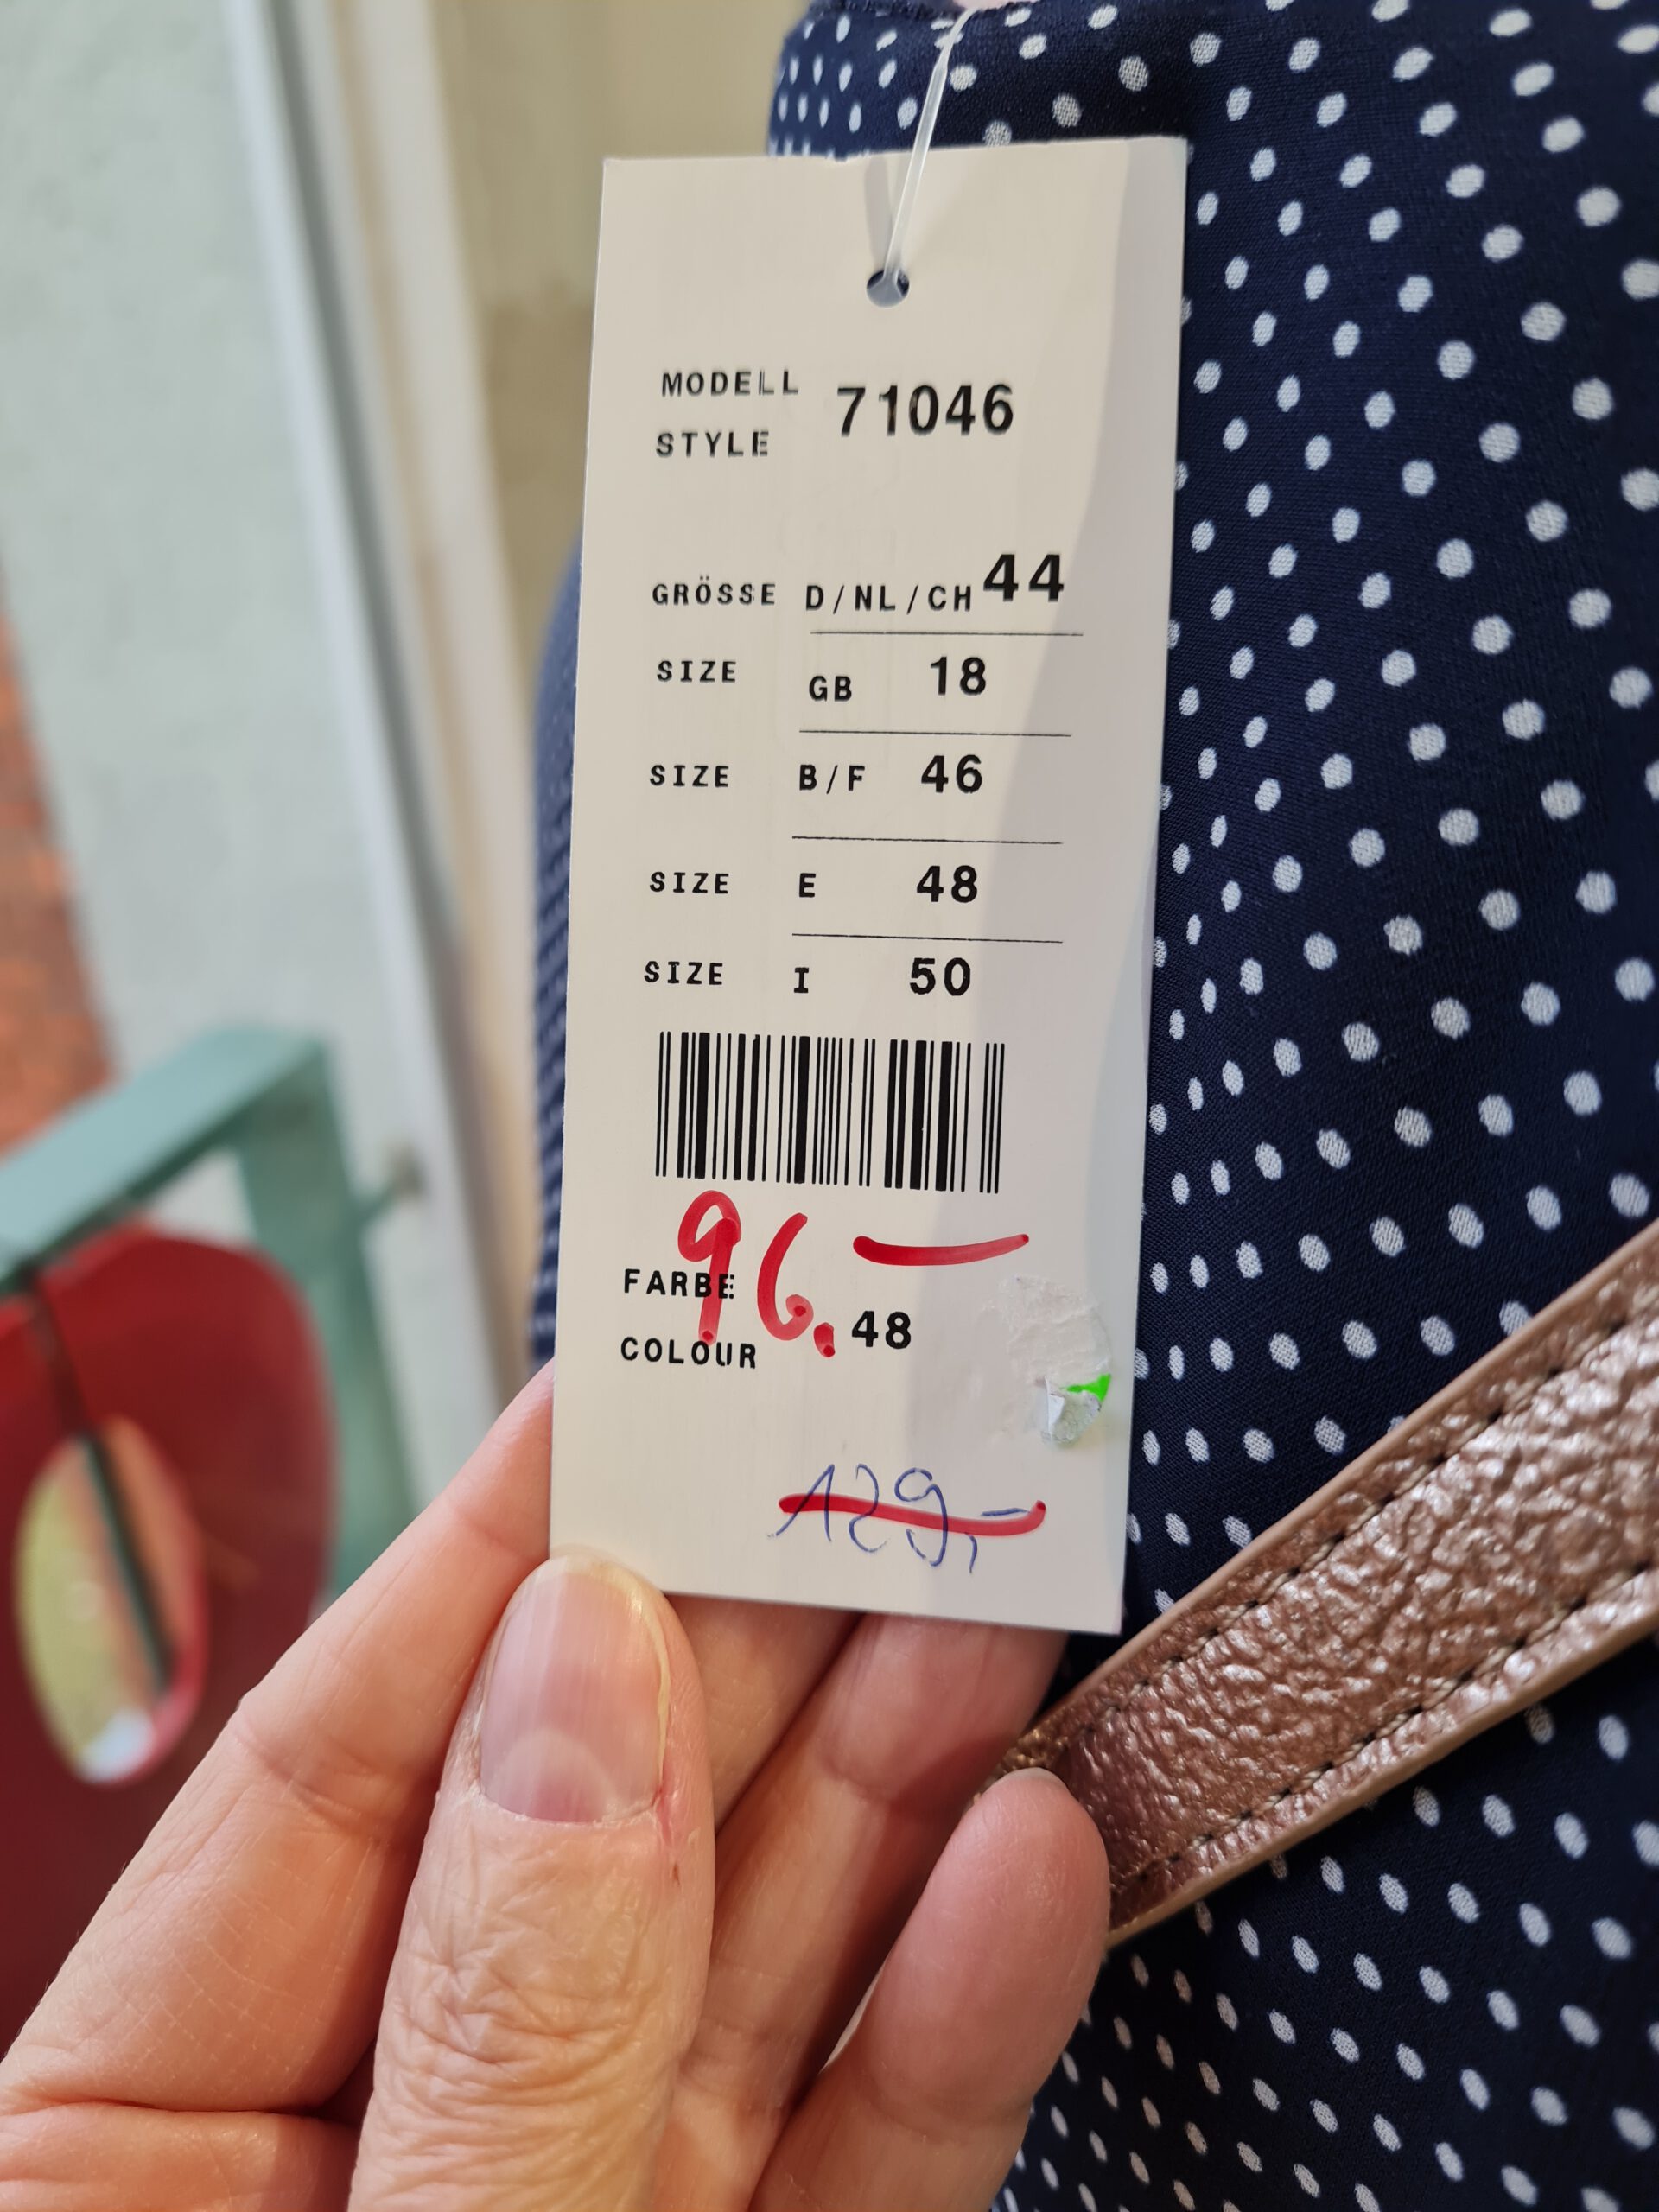 MODELL 71046
STYLE
GRÖSSE D/NL/CH 44
SIZE GB 18
SIZE B/F 46
SIZE E 48
SIZE I 50
96.—
FARBE
COLOUR 48
129,-